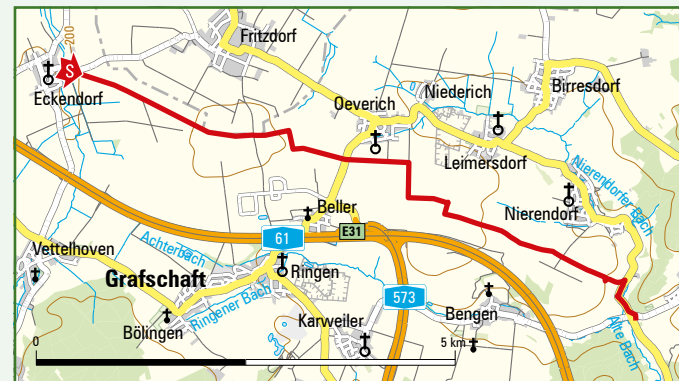 200
Fritzdorf
S
Eckendorf
Birresdorf
Niederich
Oeverich
Leimersdorf
Nierendorfer Bach
Nierendorf
Beller
61
E31
Achterbach
Vettelhoven
Grafschaft
Ringen
573
Ringener Bach
Bengen
Bölingen
Karweiler
Alte Bach
0
5 km